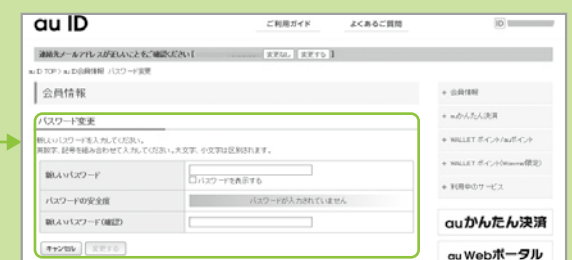 au ID
ご利用ガイド よくあるご質問
ID
連絡先メールアドレスが正しいことをご確認ください [ 変更なし 変更する ]
au ID TOP > au ID会員情報 パスワード変更
会員情報
パスワード変更
新しいパスワードを入力してください。
英数字、記号を組み合わせて入力してください。大文字、小文字は区別されます。
新しいパスワード
パスワードを表示する
パスワードの安全度
パスワードが入力されていません
新しいパスワード(確認)
キャンセル 変更する
会員情報
auかんたん決済
WALLET ポイント/auポイント
WALLET ポイント(Wowma!限定)
利用中のサービス
auかんたん決済
au Webポータル